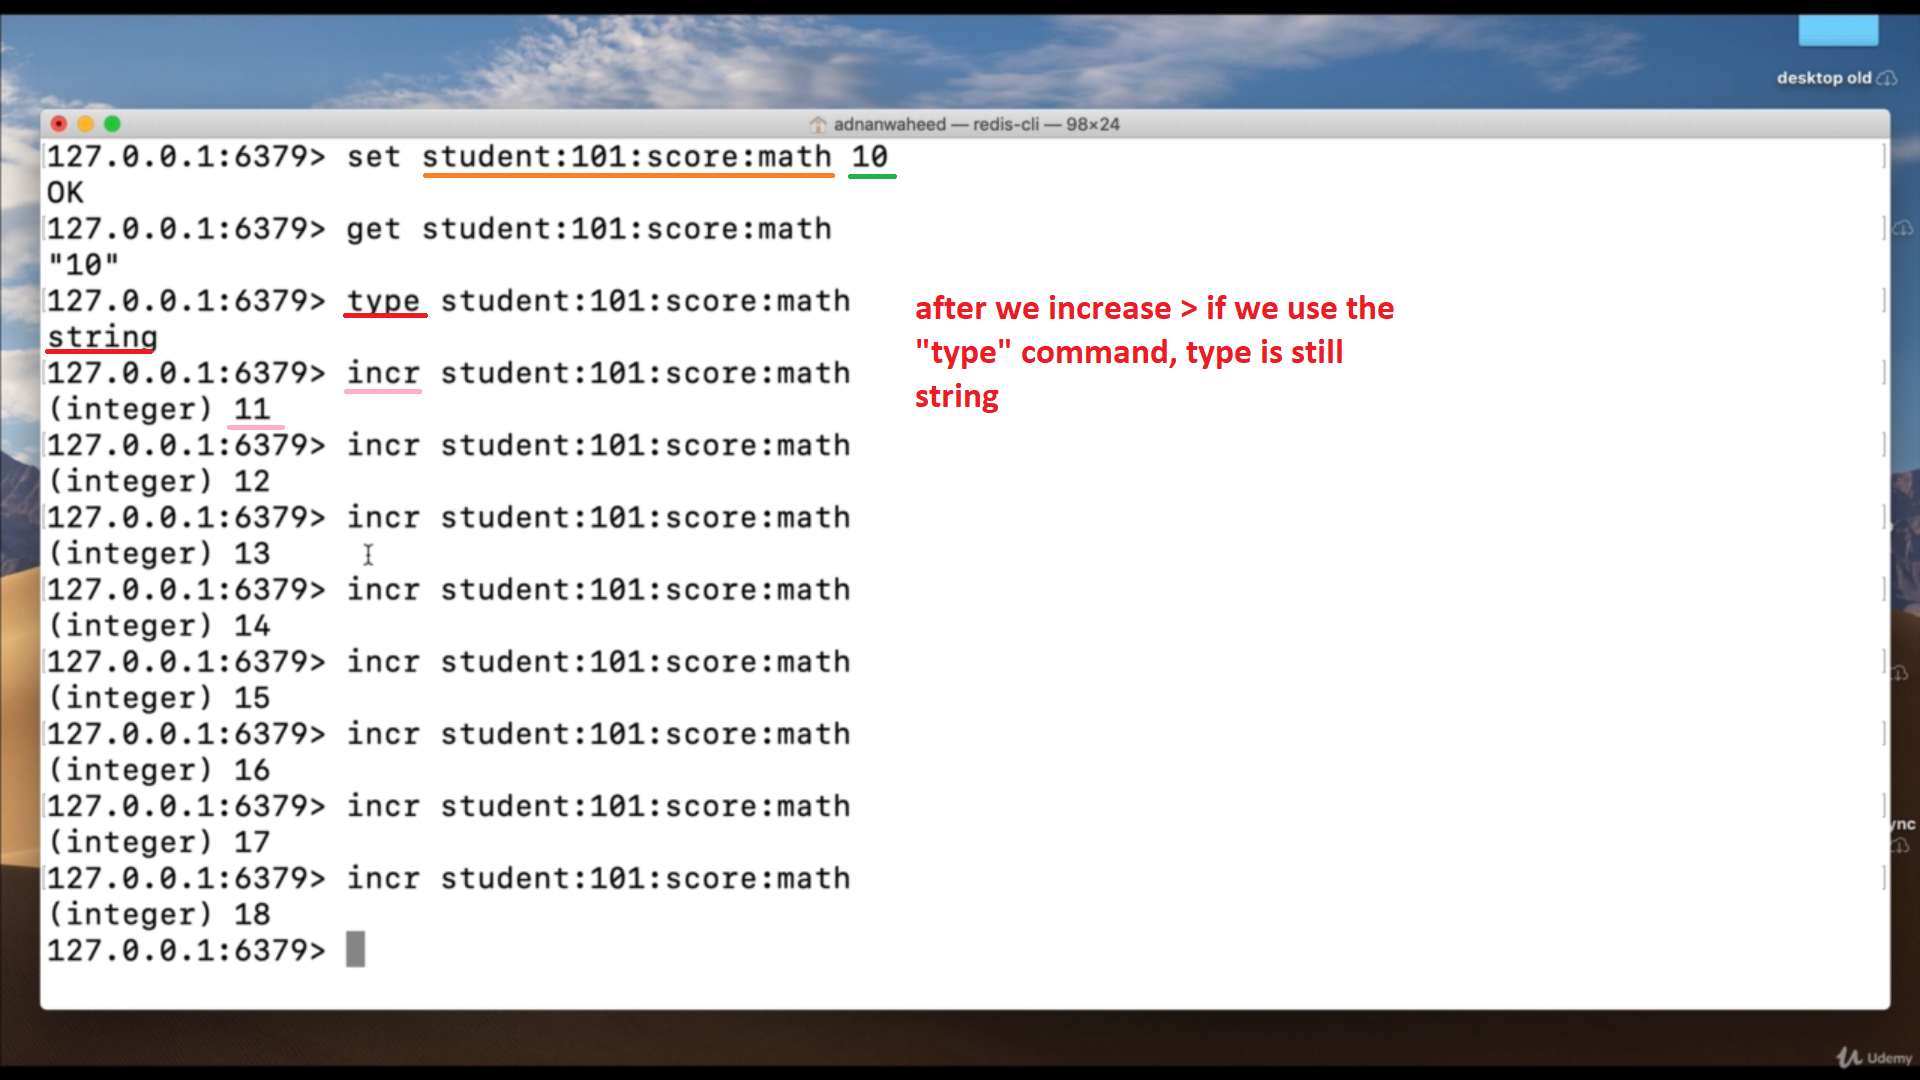 desktop old
adnanwaheed — redis-cli — 98×24
127.0.0.1:6379> set student:101:score:math 10
OK
127.0.0.1:6379> get student:101:score:math
"10"
127.0.0.1:6379> type student:101:score:math
string
127.0.0.1:6379> incr student:101:score:math
(integer) 11
127.0.0.1:6379> incr student:101:score:math
(integer) 12
127.0.0.1:6379> incr student:101:score:math
(integer) 13
127.0.0.1:6379> incr student:101:score:math
(integer) 14
127.0.0.1:6379> incr student:101:score:math
(integer) 15
127.0.0.1:6379> incr student:101:score:math
(integer) 16
127.0.0.1:6379> incr student:101:score:math
(integer) 17
127.0.0.1:6379> incr student:101:score:math
(integer) 18
127.0.0.1:6379>
after we increase > if we use the
"type" command, type is still
string
ync
Udemy